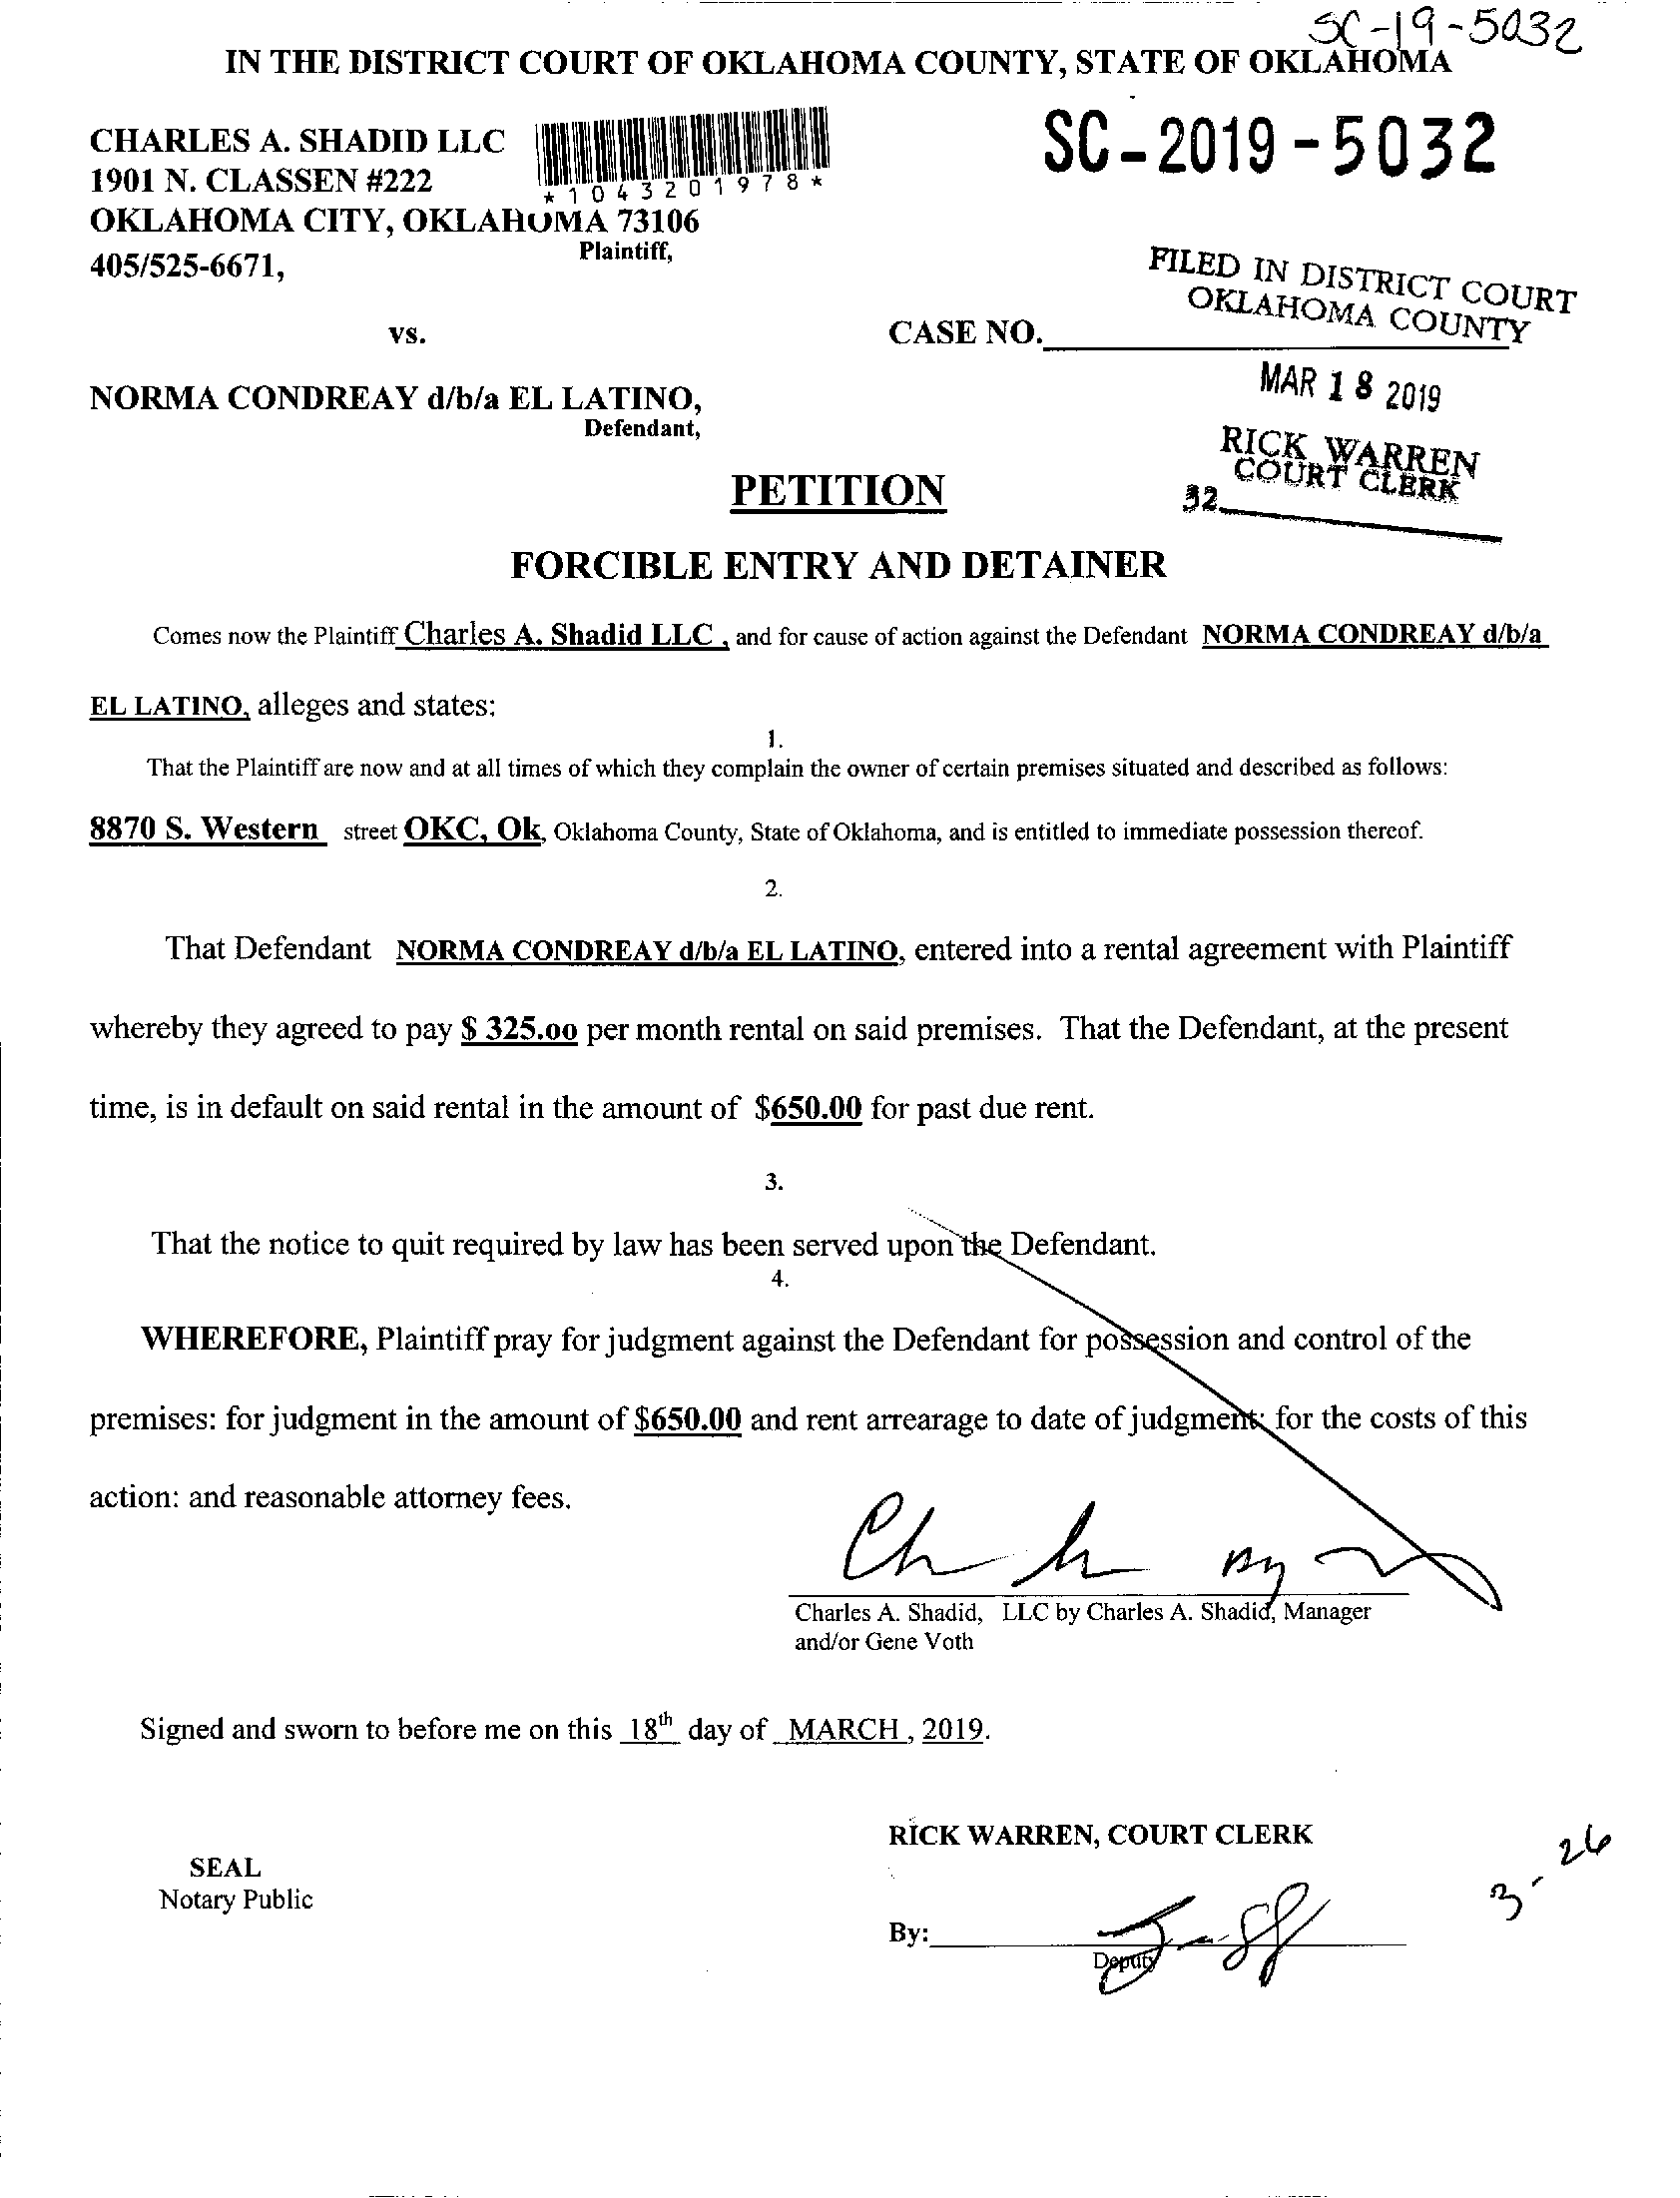 SC-19-5032
IN THE DISTRICT COURT OF OKLAHOMA COUNTY, STATE OF OKLAHOMA
CHARLES A. SHADID LLC
1901 N. CLASSEN #222
*1043201978*
SC-2019-5032
OKLAHOMA CITY, OKLAHOMA 73106
Plaintiff,
405/525-6671,
FILED IN DISTRICT COURT
OKLAHOMA COUNTY
vs.
CASE NO.
MAR 18 2019
NORMA CONDREAY d/b/a EL LATINO,
Defendant,
RICK WARREN
COURT CLERK
32
PETITION
FORCIBLE ENTRY AND DETAINER
Comes now the Plaintiff Charles A. Shadid LLC , and for cause of action against the Defendant NORMA CONDREAY d/b/a
EL LATINO, alleges and states:
1.
That the Plaintiff are now and at all times of which they complain the owner of certain premises situated and described as follows:
8870 S. Western street OKC, Ok, Oklahoma County, State of Oklahoma, and is entitled to immediate possession thereof.
2.
That Defendant NORMA CONDREAY d/b/a EL LATINO, entered into a rental agreement with Plaintiff
whereby they agreed to pay $ 325.oo per month rental on said premises. That the Defendant, at the present
time, is in default on said rental in the amount of $650.00 for past due rent.
3.
That the notice to quit required by law has been served upon the Defendant.
4.
WHEREFORE, Plaintiff pray for judgment against the Defendant for possession and control of the
premises: for judgment in the amount of $650.00 and rent arrearage to date of judgment: for the costs of this
action: and reasonable attorney fees.
Charles A. Shadid, LLC by Charles A. Shadid, Manager
and/or Gene Voth
Signed and sworn to before me on this 18th day of MARCH , 2019.
RICK WARREN, COURT CLERK
3-26
SEAL
Notary Public
By:
Deputy